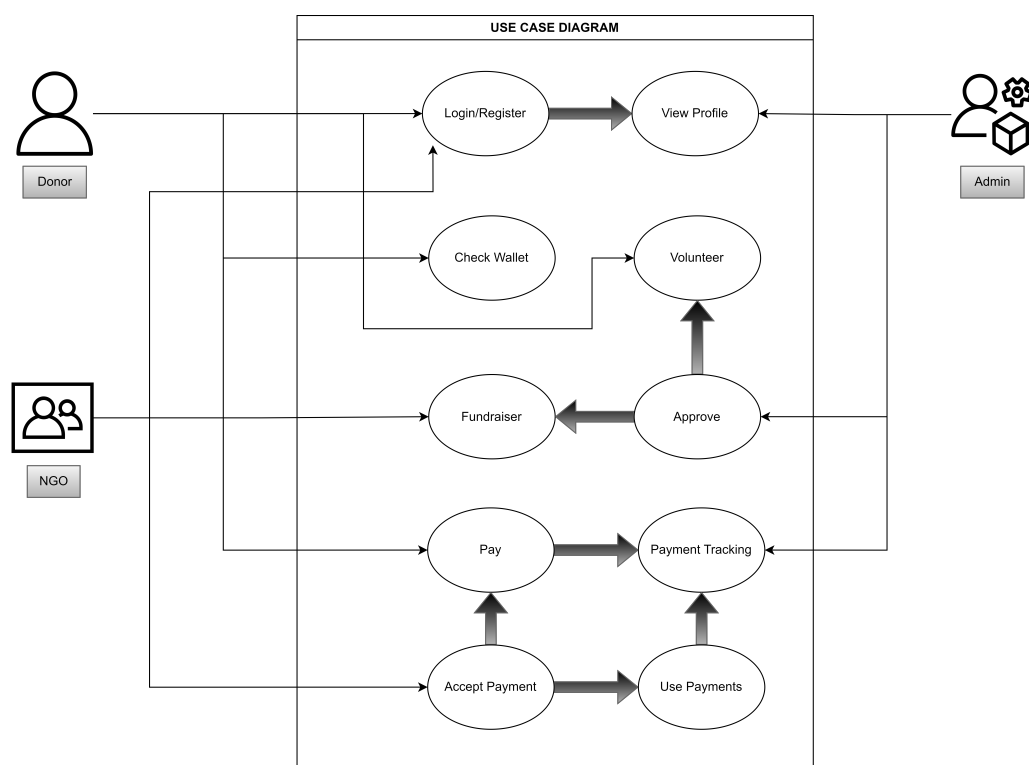 USE CASE DIAGRAM
Login/Register
View Profile
Donor
Admin
Check Wallet
Volunteer
Fundraiser
Approve
NGO
Pay
Payment Tracking
Accept Payment
Use Payments